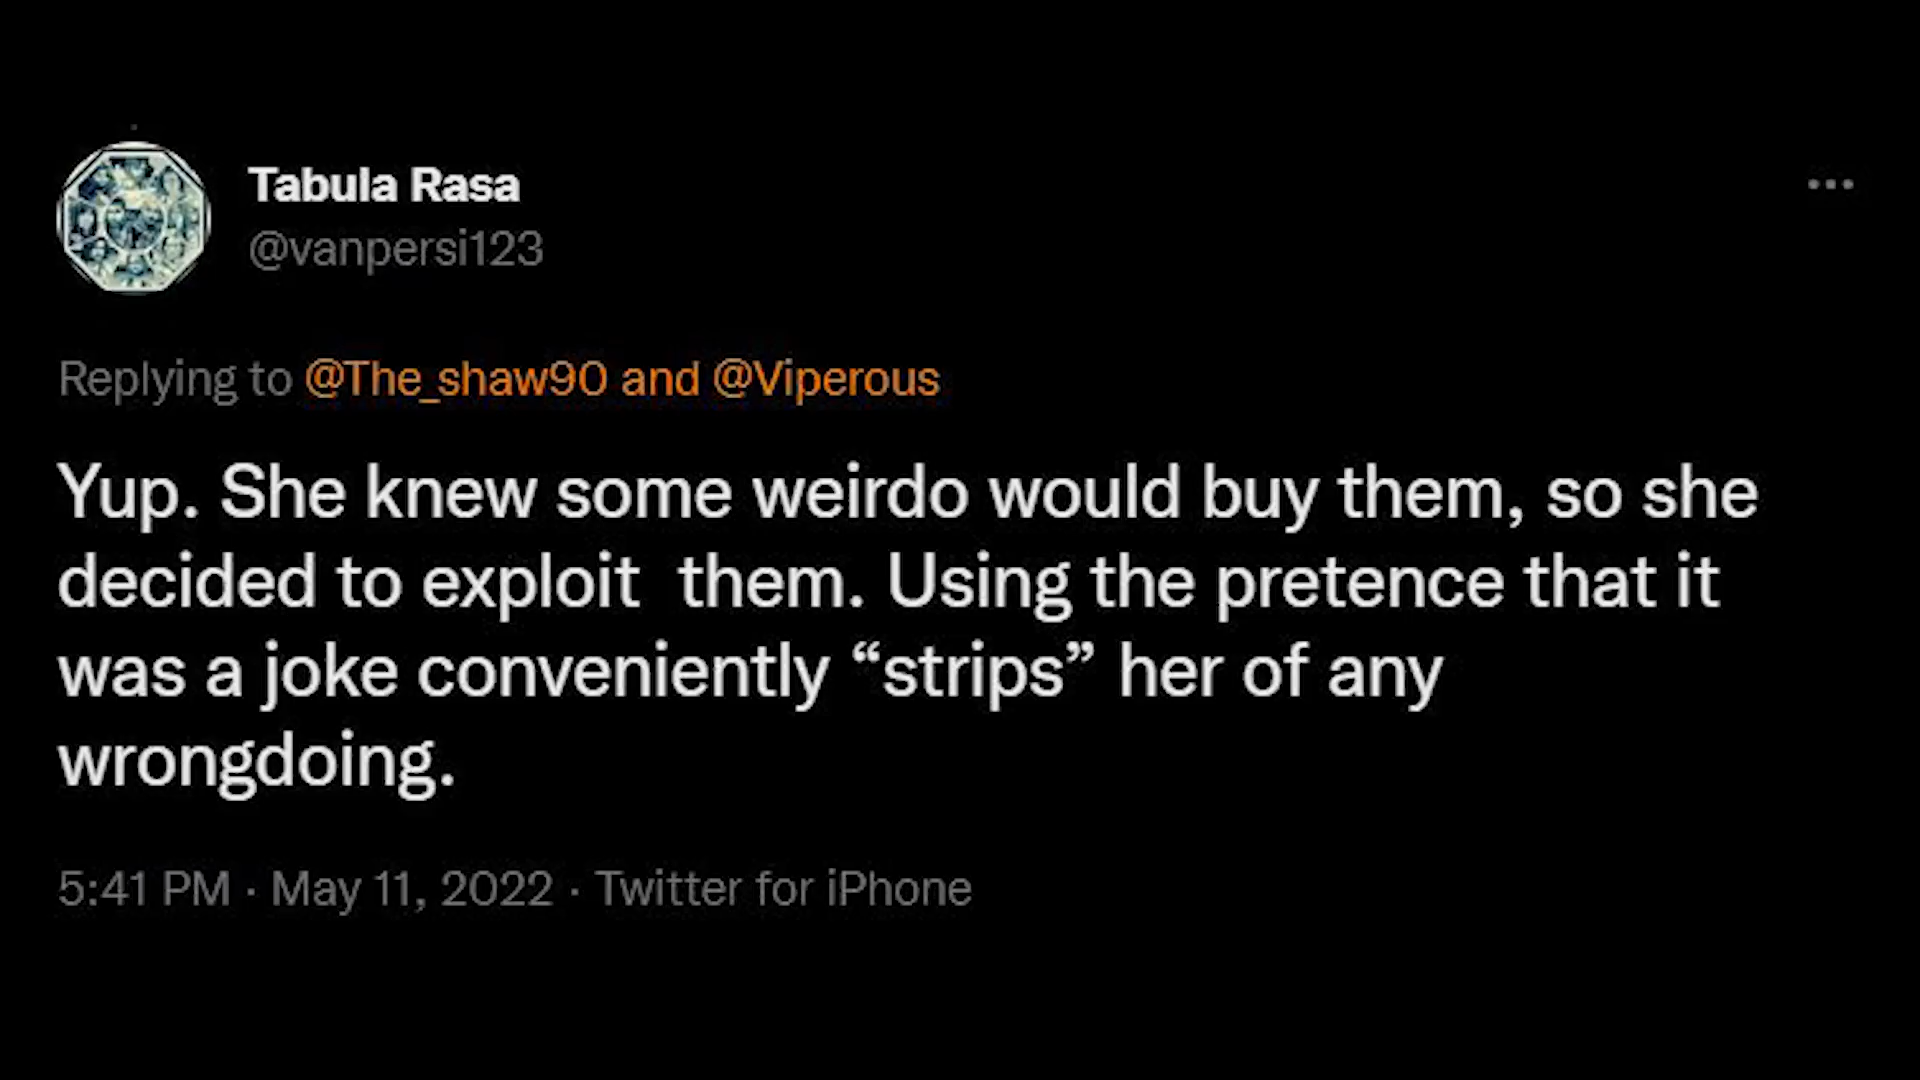 Tabula Rasa
@vanpersi123
Replying to @The_shaw90 and @Viperous
Yup. She knew some weirdo would buy them, so she
decided to exploit  them. Using the pretence that it
was a joke conveniently “strips” her of any
wrongdoing.
5:41 PM · May 11, 2022 · Twitter for iPhone